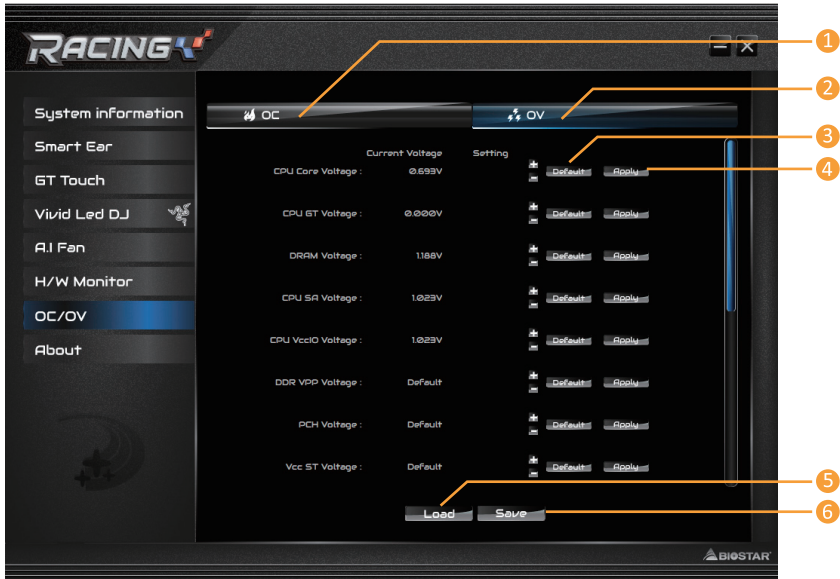 RACING
1
2
System information
OC
OV
Smart Ear
3
Current Voltage Setting
CPU Core Voltage : 0.693V + - Default Apply
4
GT Touch
Vivid Led DJ
CPU GT Voltage : 0.000V + - Default Apply
A.I Fan
DRAM Voltage : 1.188V + - Default Apply
H/W Monitor
CPU SA Voltage : 1.023V + - Default Apply
OC/OV
CPU VccIO Voltage : 1.023V + - Default Apply
About
DDR VPP Voltage : Default + - Default Apply
PCH Voltage : Default + - Default Apply
Vcc ST Voltage : Default + - Default Apply
5
Load Save
6
BIOSTAR